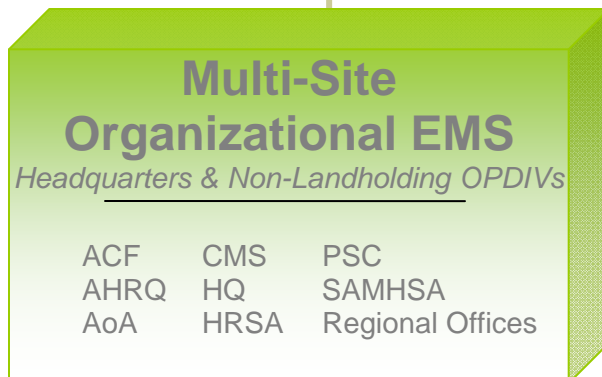 Multi-Site
Organizational EMS
Headquarters & Non-Landholding OPDIVs
ACF CMS PSC
AHRQ HQ SAMHSA
AoA HRSA Regional Offices